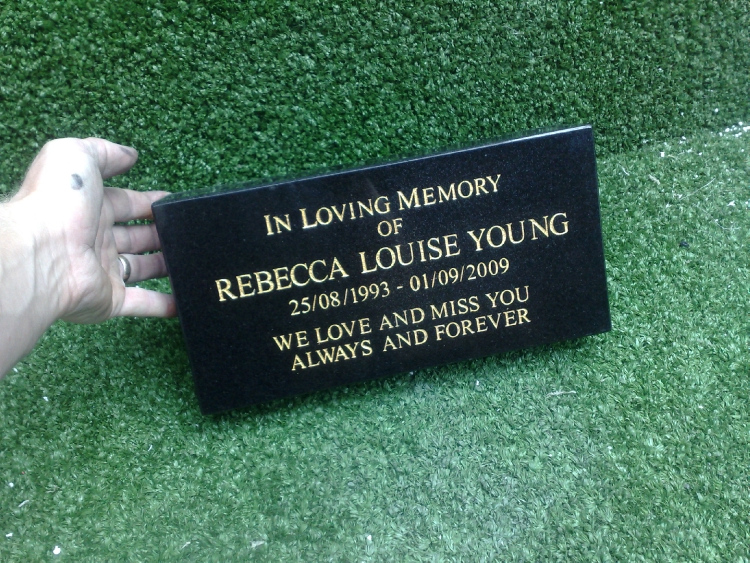 IN LOVING MEMORY
OF
REBECCA LOUISE YOUNG
25/08/1993 - 01/09/2009
WE LOVE AND MISS YOU
ALWAYS AND FOREVER